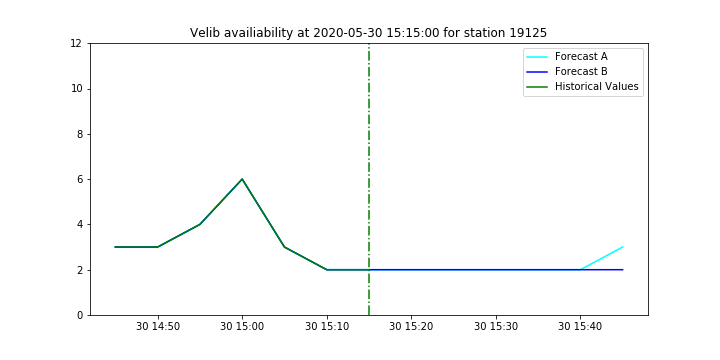 Velib availiability at 2020-05-30 15:15:00 for station 19125
Forecast A
Forecast B
Historical Values
12
10
8
6
4
2
0
30 14:50 30 15:00 30 15:10 30 15:20 30 15:30 30 15:40